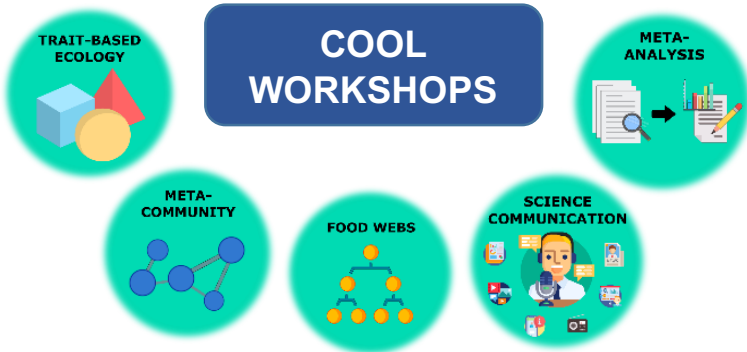 TRAIT-BASED
ECOLOGY
COOL
WORKSHOPS
META-
ANALYSIS
META-
COMMUNITY
FOOD WEBS
SCIENCE
COMMUNICATION